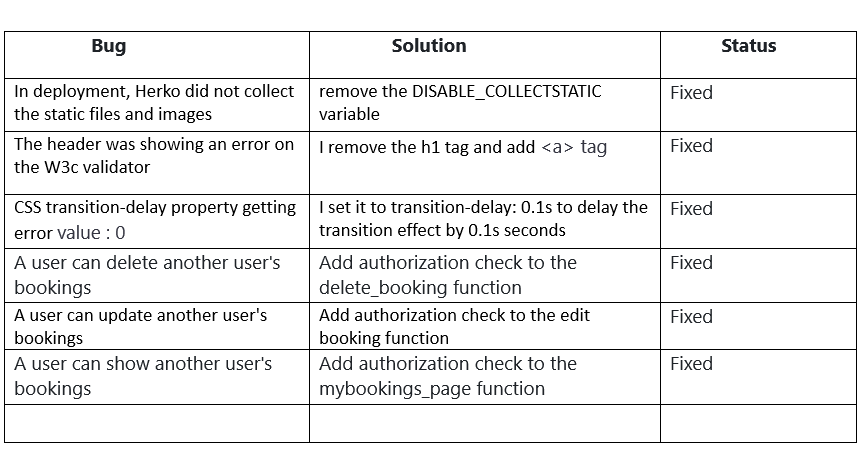 Bug Solution Status
In deployment, Herko did not collect
the static files and images
remove the DISABLE_COLLECTSTATIC
variable
Fixed
The header was showing an error on
the W3c validator
I remove the h1 tag and add <a> tag
Fixed
CSS transition-delay property getting
error value : 0
I set it to transition-delay: 0.1s to delay the
transition effect by 0.1s seconds
Fixed
A user can delete another user's
bookings
Add authorization check to the
delete_booking function
Fixed
A user can update another user's
bookings
Add authorization check to the edit
booking function
Fixed
A user can show another user's
bookings
Add authorization check to the
mybookings_page function
Fixed